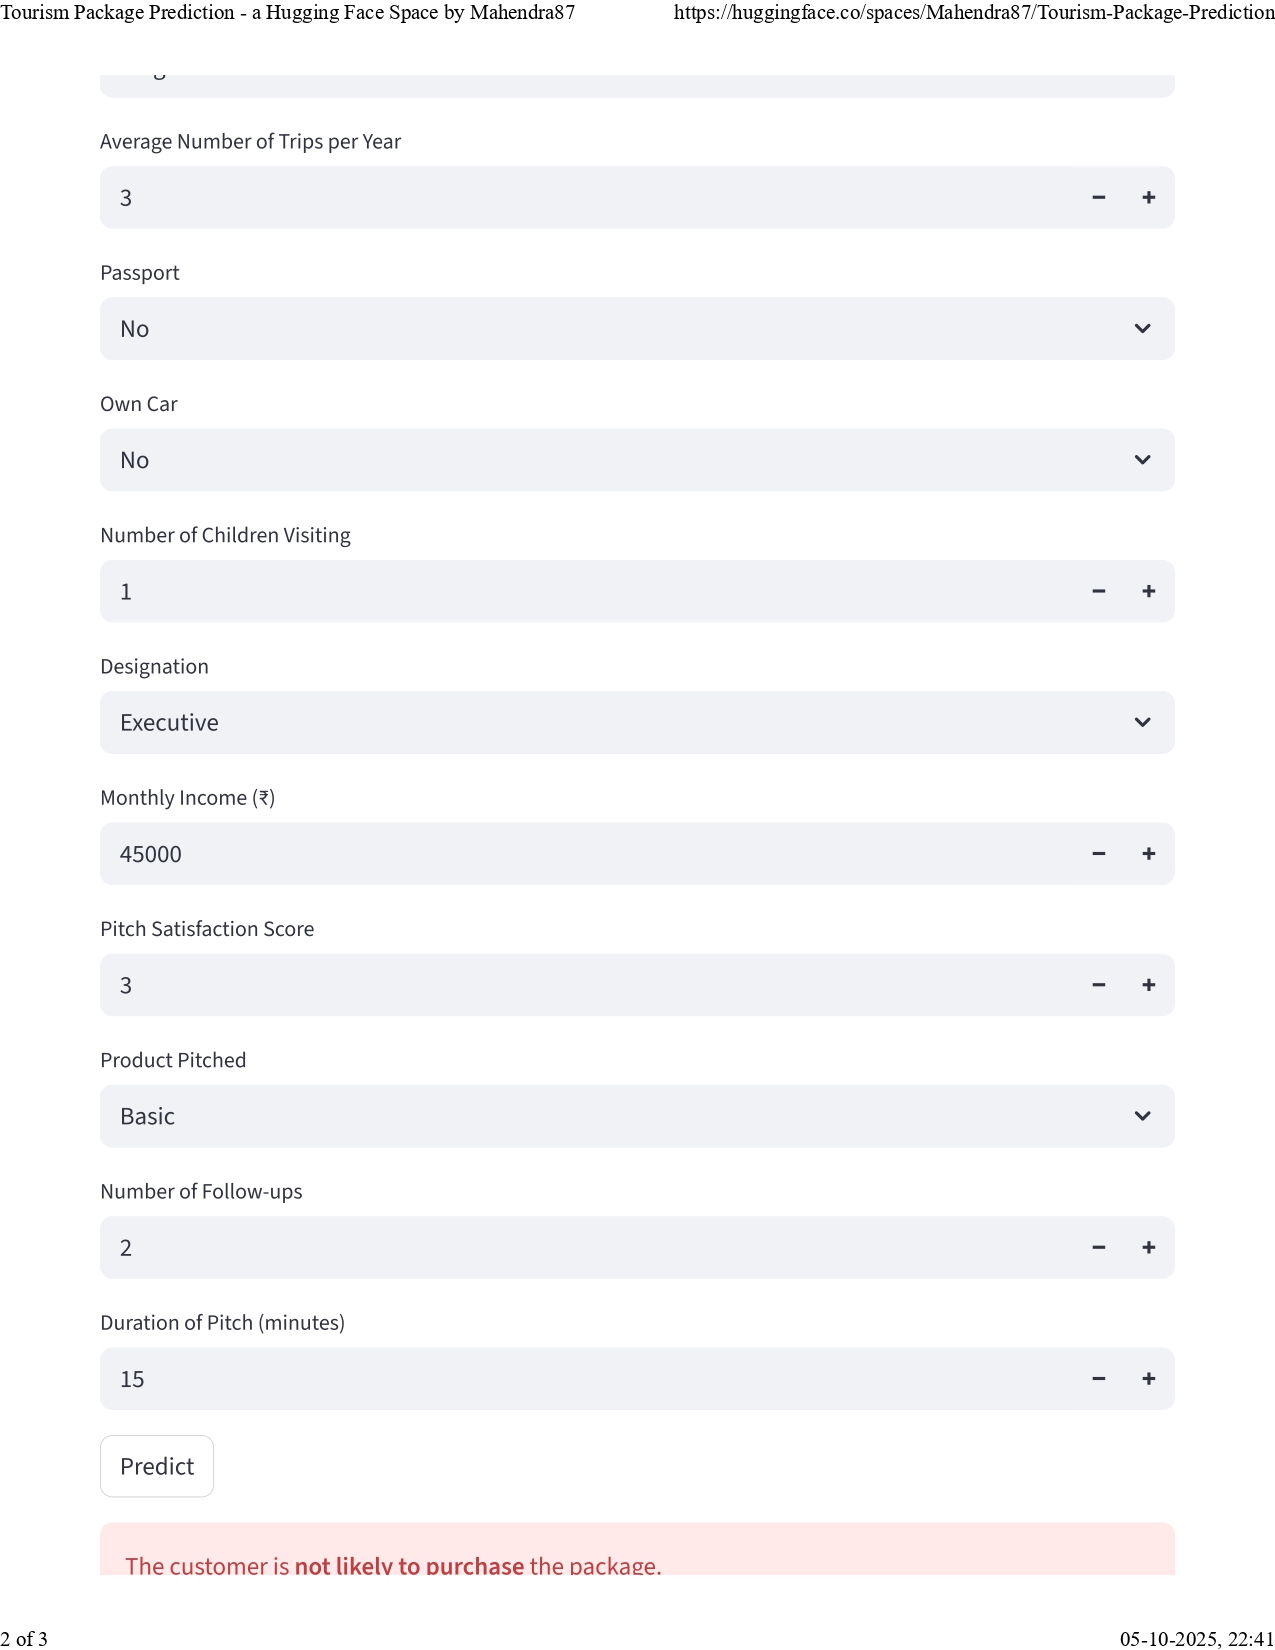 Tourism Package Prediction - a Hugging Face Space by Mahendra87 https://huggingface.co/spaces/Mahendra87/Tourism-Package-Prediction
Average Number of Trips per Year
3
Passport
No
Own Car
No
Number of Children Visiting
1
Designation
Executive
Monthly Income (₹)
45000
Pitch Satisfaction Score
3
Product Pitched
Basic
Number of Follow-ups
2
Duration of Pitch (minutes)
15
Predict
The customer is not likely to purchase the package.
2 of 3 05-10-2025, 22:41